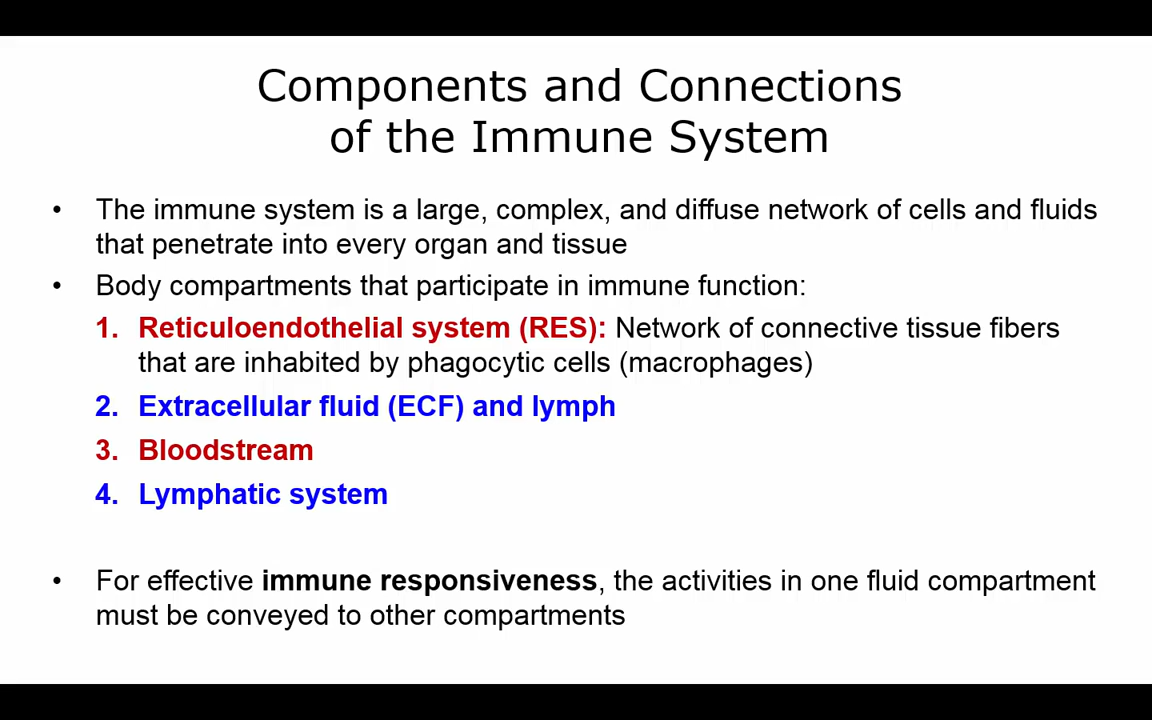 Components and Connections
of the Immune System
• The immune system is a large, complex, and diffuse network of cells and fluids
that penetrate into every organ and tissue
• Body compartments that participate in immune function:
1. Reticuloendothelial system (RES): Network of connective tissue fibers
that are inhabited by phagocytic cells (macrophages)
2. Extracellular fluid (ECF) and lymph
3. Bloodstream
4. Lymphatic system
• For effective immune responsiveness, the activities in one fluid compartment
must be conveyed to other compartments